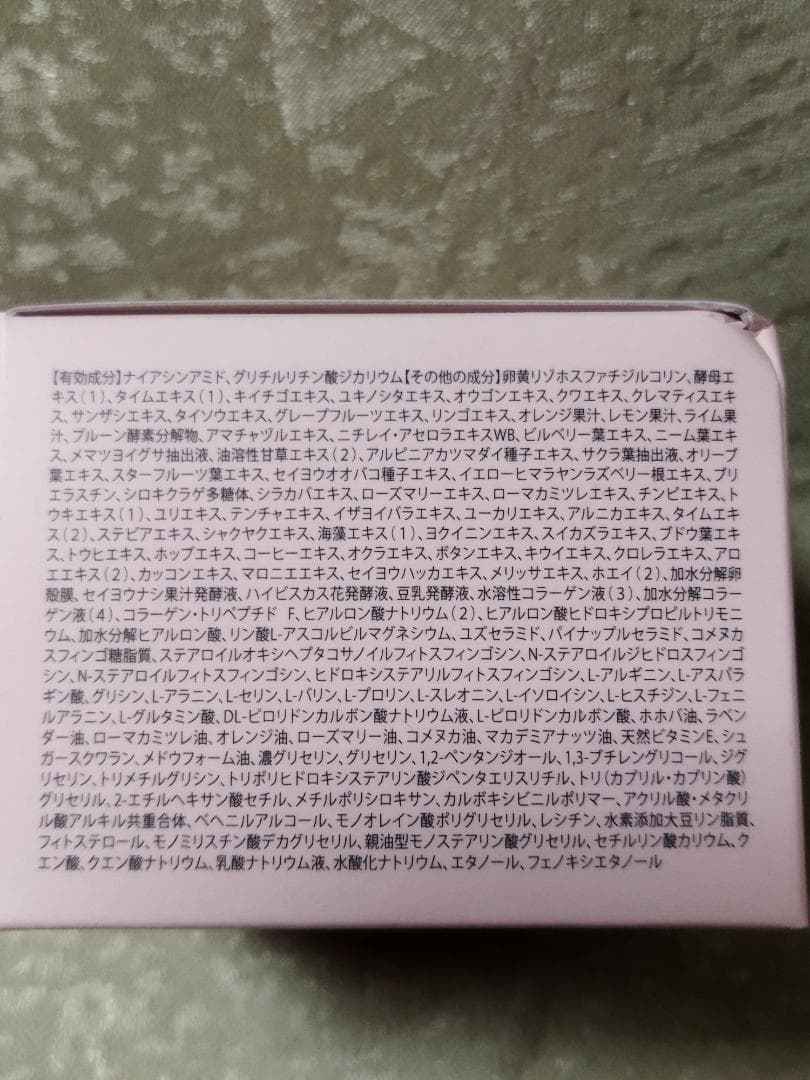 【有効成分】ナイアシンアミド、グリチルリチン酸ジカリウム【その他の成分】卵黄リゾホスファチジルコリン、酵母エ
キス(1)、タイムエキス(1)、キイチゴエキス、ユキノシタエキス、オウゴンエキス、クワエキス、クレマティスエキ
ス、サンザシエキス、タイソウエキス、グレープフルーツエキス、リンゴエキス、オレンジ果汁、レモン果汁、ライム果
汁、プルーン酵素分解物、アマチャヅルエキス、ニチレイ・アセロラエキスWB、ビルベリー葉エキス、ニーム葉エキ
ス、メマツヨイグサ抽出液、油溶性甘草エキス(2)、アルピニアカツマダイ種子エキス、サクラ葉抽出液、オリーブ
葉エキス、スターフルーツ葉エキス、セイヨウオオバコ種子エキス、イエローヒマラヤンラズベリー根エキス、プリ
エラスチン、シロキクラゲ多糖体、シラカバエキス、ローズマリーエキス、ローマカミツレエキス、チンピエキス、ト
ウキエキス(1)、ユリエキス、テンチャエキス、イザヨイバラエキス、ユーカリエキス、アルニカエキス、タイムエキ
ス(2)、ステビアエキス、シャクヤクエキス、海藻エキス(1)、ヨクイニンエキス、スイカズラエキス、ブドウ葉エキ
ス、トウヒエキス、ホップエキス、コーヒーエキス、オクラエキス、ボタンエキス、キウイエキス、クロレラエキス、アロ
エエキス(2)、カッコンエキス、マロニエエキス、セイヨウハッカエキス、メリッサエキス、ホエイ(2)、加水分解卵
殻膜、セイヨウナシ果汁発酵液、ハイビスカス花発酵液、豆乳発酵液、水溶性コラーゲン液(3)、加水分解コラー
ゲン液(4)、コラーゲン・トリペプチド F、ヒアルロン酸ナトリウム(2)、ヒアルロン酸ヒドロキシプロピルトリモニ
ウム、加水分解ヒアルロン酸、リン酸L-アスコルビルマグネシウム、ユズセラミド、パイナップルセラミド、コメヌカ
スフィンゴ糖脂質、ステアロイルオキシヘプタコサノイルフィトスフィンゴシン、N-ステアロイルジヒドロスフィンゴ
シン、N-ステアロイルフィトスフィンゴシン、ヒドロキシステアリルフィトスフィンゴシン、L-アルギニン、L-アスパラ
ギン酸、グリシン、L-アラニン、L-セリン、L-バリン、L-プロリン、L-スレオニン、L-イソロイシン、L-ヒスチジン、L-フェニ
ルアラニン、L-グルタミン酸、DL-ピロリドンカルボン酸ナトリウム液、L-ピロリドンカルボン酸、ホホバ油、ラベン
ダー油、ローマカミツレ油、オレンジ油、ローズマリー油、コメヌカ油、マカデミアナッツ油、天然ビタミンE、シュ
ガースクワラン、メドウフォーム油、濃グリセリン、グリセリン、1,2-ペンタンジオール、1,3-ブチレングリコール、ジグ
リセリン、トリメチルグリシン、トリポリヒドロキシステアリン酸ジペンタエリスリチル、トリ(カプリル・カプリン酸)
グリセリル、2-エチルヘキサン酸セチル、メチルポリシロキサン、カルボキシビニルポリマー、アクリル酸・メタクリ
ル酸アルキル共重合体、ベヘニルアルコール、モノオレイン酸ポリグリセリル、レシチン、水素添加大豆リン脂質、
フィトステロール、モノミリスチン酸デカグリセリル、親油型モノステアリン酸グリセリル、セチルリン酸カリウム、ク
エン酸、クエン酸ナトリウム、乳酸ナトリウム液、水酸化ナトリウム、エタノール、フェノキシエタノール